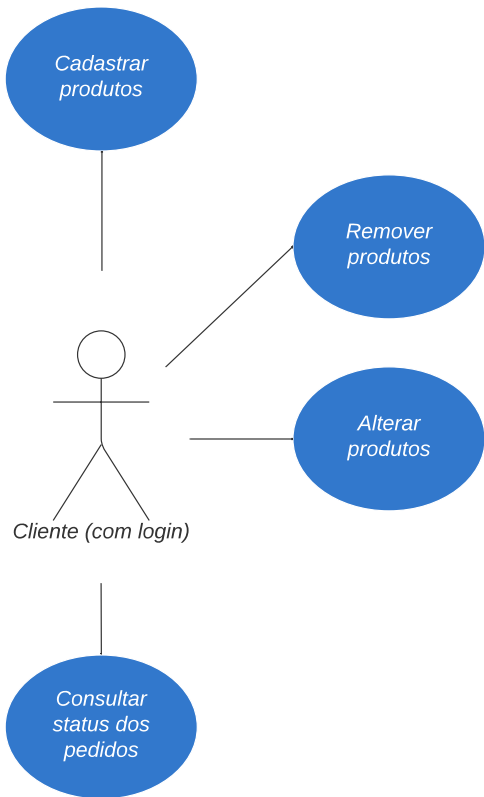 Cadastrar
produtos
Remover
produtos
Alterar
produtos
Cliente (com login)
Consultar
status dos
pedidos